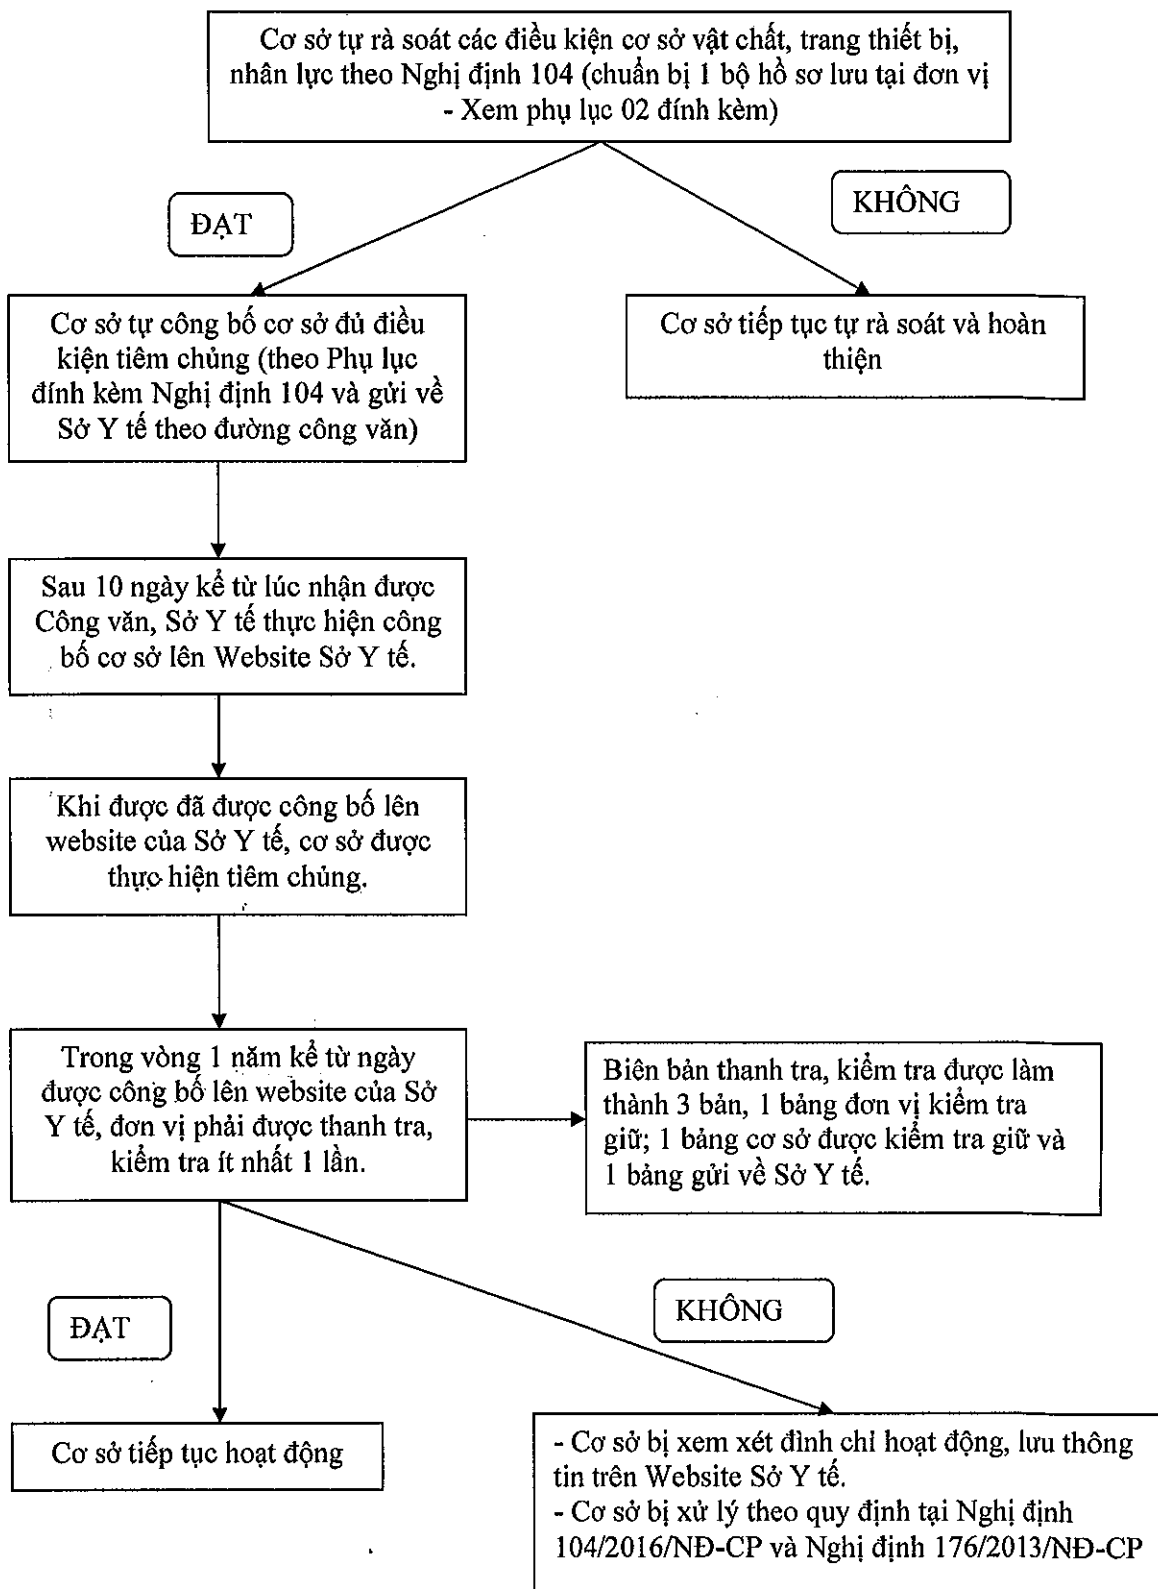 Cơ sở tự rà soát các điều kiện cơ sở vật chất, trang thiết bị,
nhân lực theo Nghị định 104 (chuẩn bị 1 bộ hồ sơ lưu tại đơn vị
- Xem phụ lục 02 đính kèm)
ĐẠT
KHÔNG
Cơ sở tự công bố cơ sở đủ điều
kiện tiêm chủng (theo Phụ lục
đính kèm Nghị định 104 và gửi về
Sở Y tế theo đường công văn)
Cơ sở tiếp tục tự rà soát và hoàn
thiện
Sau 10 ngày kể từ lúc nhận được
Công văn, Sở Y tế thực hiện công
bố cơ sở lên Website Sở Y tế.
Khi được đã được công bố lên
website của Sở Y tế, cơ sở được
thực hiện tiêm chủng.
Trong vòng 1 năm kể từ ngày
được công bố lên website của Sở
Y tế, đơn vị phải được thanh tra,
kiểm tra ít nhất 1 lần.
Biên bản thanh tra, kiểm tra được làm
thành 3 bản, 1 bảng đơn vị kiểm tra
giữ; 1 bảng cơ sở được kiểm tra giữ và
1 bảng gửi về Sở Y tế.
ĐẠT
KHÔNG
Cơ sở tiếp tục hoạt động
- Cơ sở bị xem xét đình chỉ hoạt động, lưu thông
tin trên Website Sở Y tế.
- Cơ sở bị xử lý theo quy định tại Nghị định
104/2016/NĐ-CP và Nghị định 176/2013/NĐ-CP